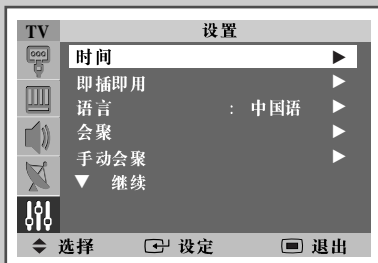 TV 设置
时间 ▶
即插即用 ▶
语言 : 中国语 ▶
会聚 ▶
手动会聚 ▶
▼ 继续
选择 设定 退出